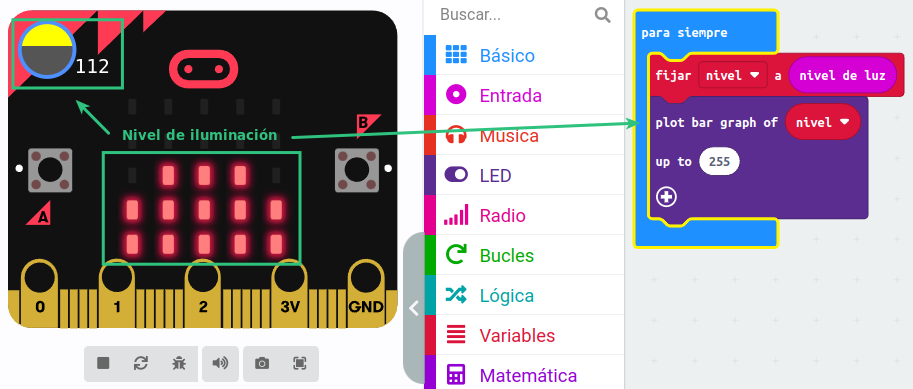 112
Nivel de iluminación
B
A
0
1
2
3V
GND
Buscar...
Básico
Entrada
Música
LED
Radio
Bucles
Lógica
Variables
Matemática
para siempre
fijar nivel a nivel de luz
plot bar graph of nivel
up to 255